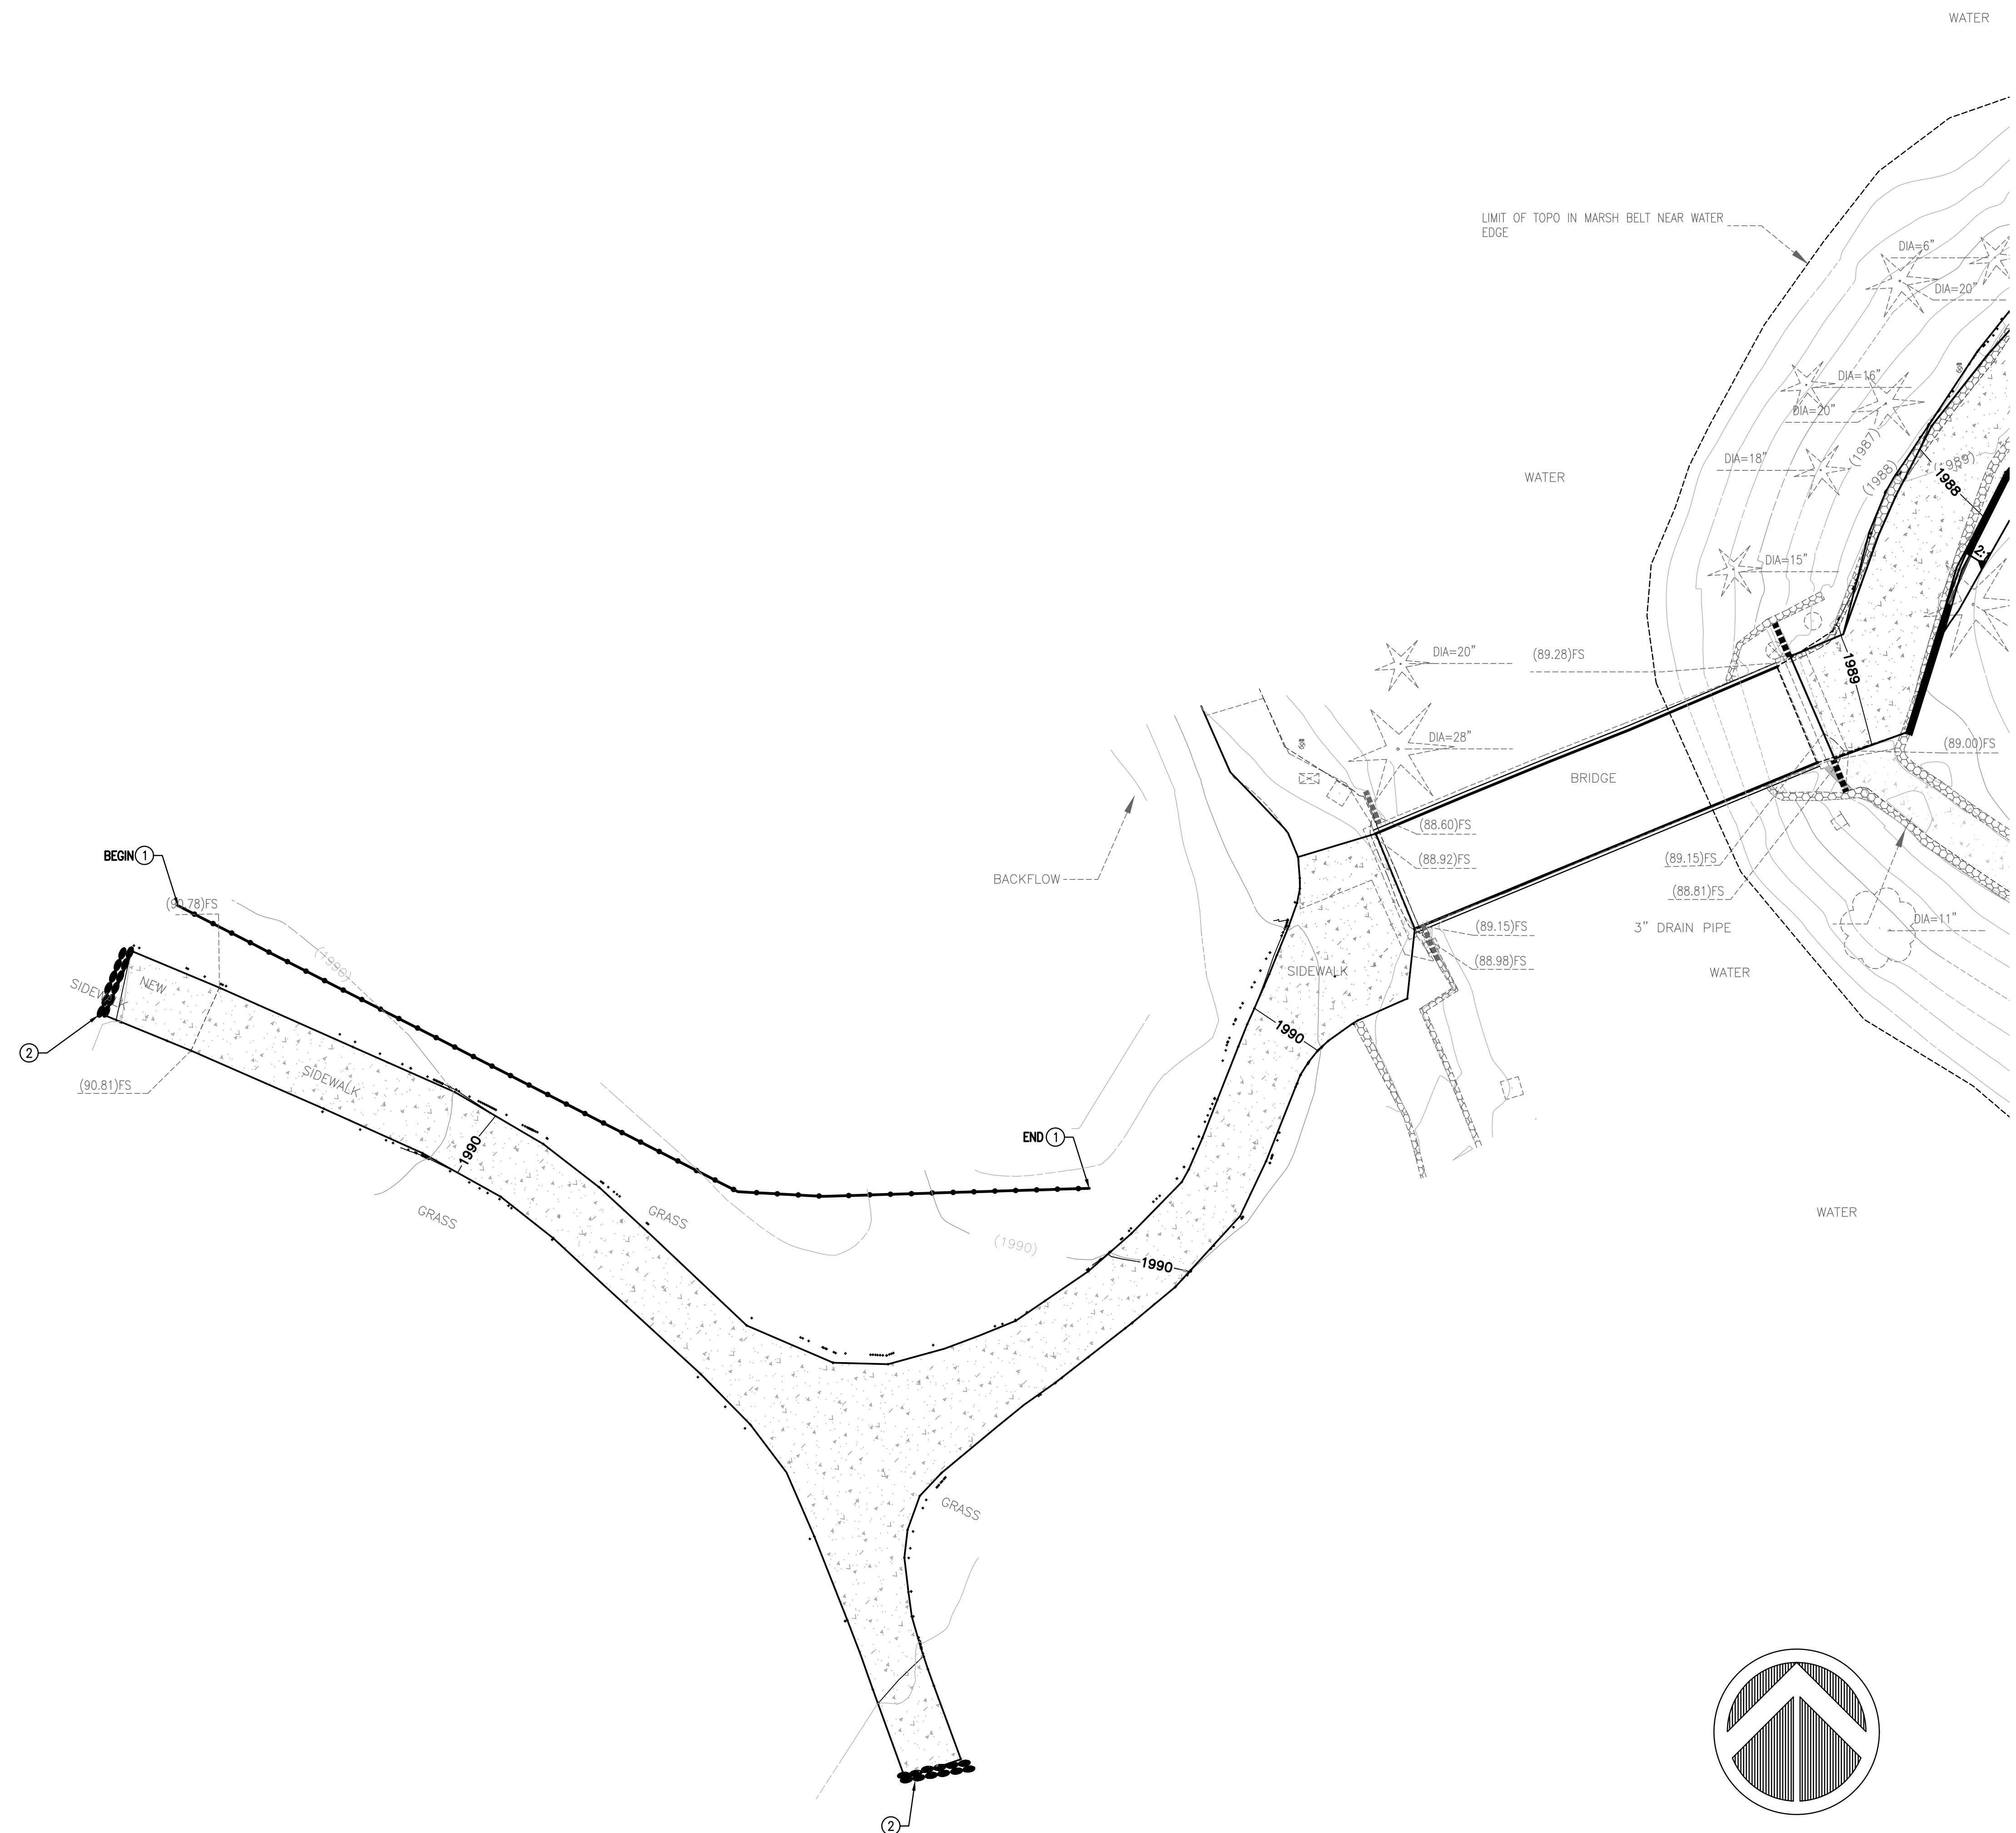 WATER
LIMIT OF TOPO IN MARSH BELT NEAR WATER
EDGE
DIA=6"
DIA=20"
DIA=16"
DIA=20"
(1987)
DIA=18"
(1988)
(1989)
1988
WATER
2:1
DIA=15"
DIA=20"
(89.28)FS
1989
DIA=28"
(89.00)FS
BRIDGE
(88.60)FS
(88.92)FS
(89.15)FS
BACKFLOW
(88.81)FS
BEGIN 1
(90.78)FS
(89.15)FS
3" DRAIN PIPE
DIA=11"
(88.98)FS
(1990)
SIDEWALK
WATER
NEW
SIDEWALK
1990
2
SIDEWALK
(90.81)FS
END 1
1990
GRASS
GRASS
WATER
(1990)
1990
GRASS
2